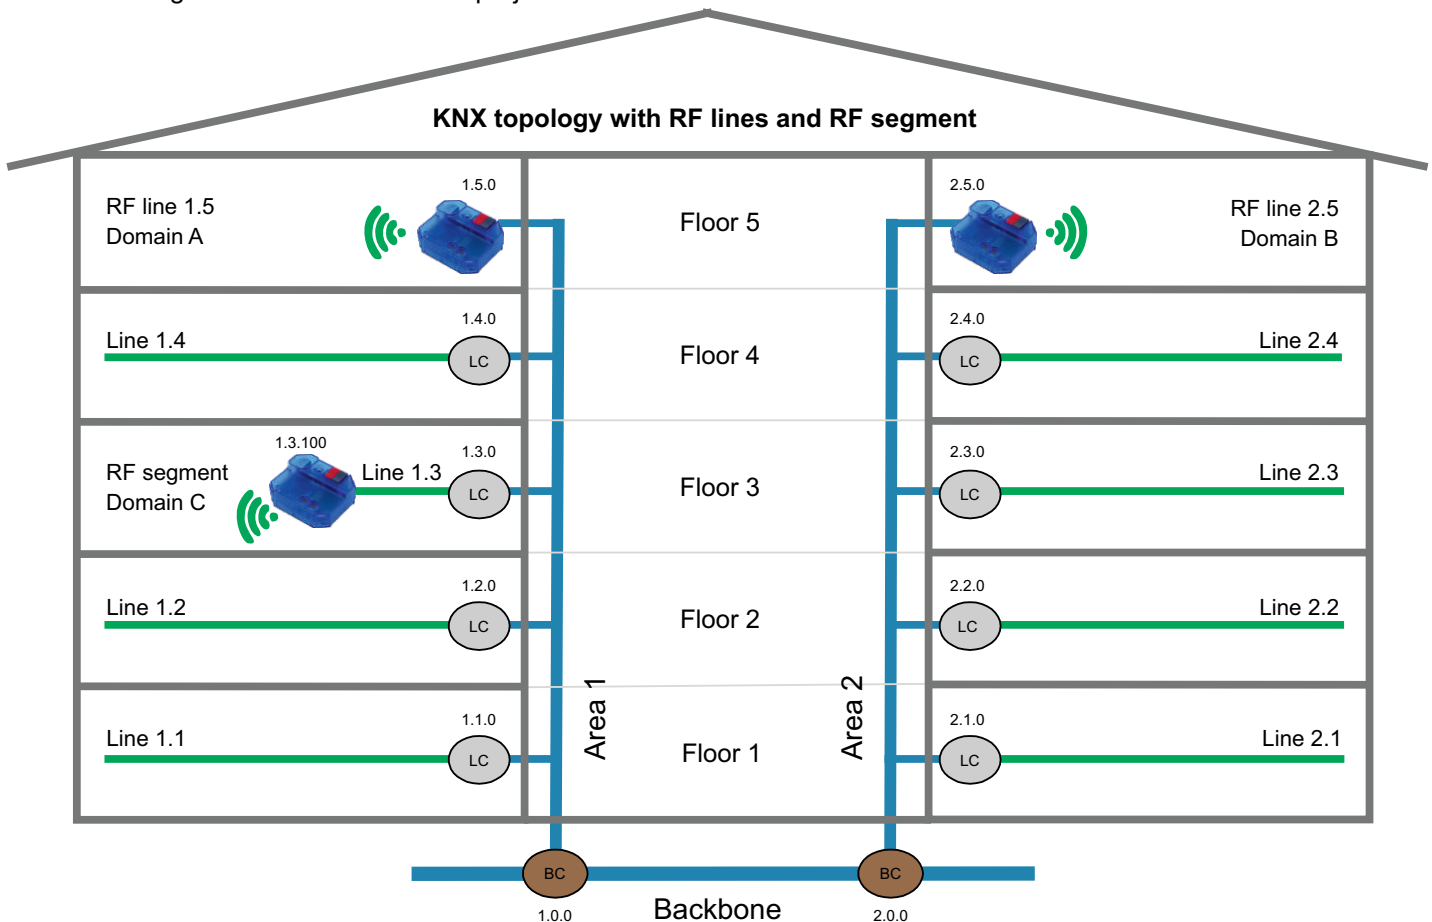 KNX topology with RF lines and RF segment
RF line 1.5
Domain A
1.5.0
Floor 5
2.5.0
RF line 2.5
Domain B
Line 1.4
1.4.0
LC
Floor 4
2.4.0
LC
Line 2.4
RF segment
Domain C
1.3.100
Line 1.3
1.3.0
LC
Floor 3
2.3.0
LC
Line 2.3
Line 1.2
1.2.0
LC
Floor 2
2.2.0
LC
Line 2.2
Line 1.1
1.1.0
LC
Area 1
Floor 1
Area 2
2.1.0
LC
Line 2.1
BC
BC
1.0.0
Backbone
2.0.0